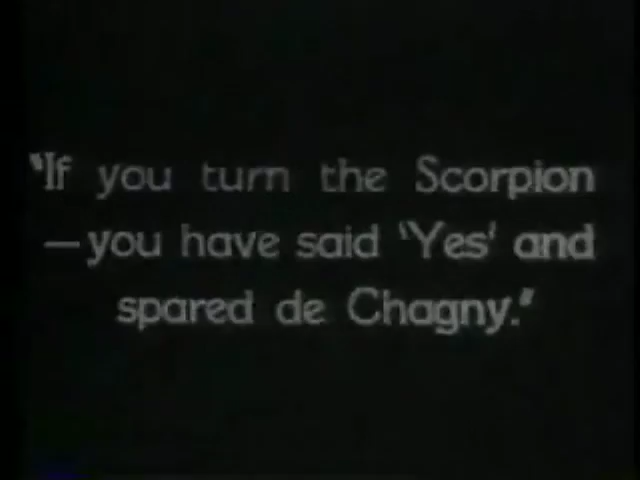 "If you turn the Scorpion
—you have said 'Yes' and
spared de Chagny."